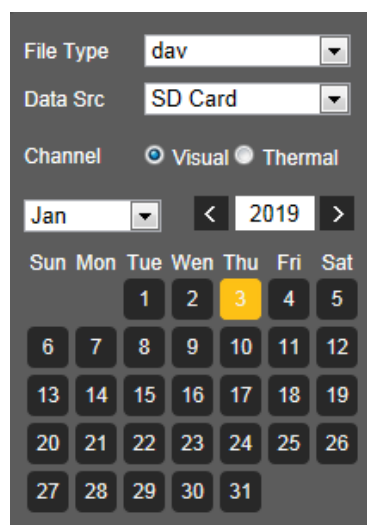 File Type dav
Data Src SD Card
Channel Visual Thermal
Jan < 2019 >
Sun Mon Tue Wen Thu Fri Sat
1 2 3 4 5
6 7 8 9 10 11 12
13 14 15 16 17 18 19
20 21 22 23 24 25 26
27 28 29 30 31